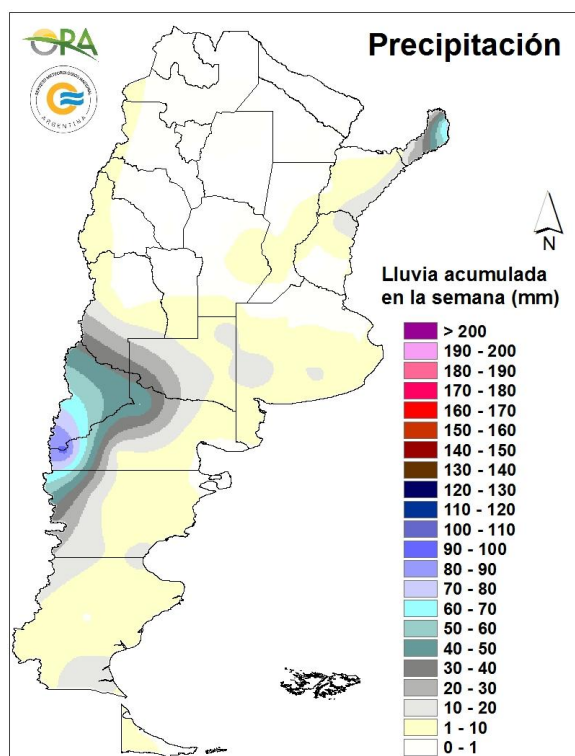 ORA
Precipitación
SERVICIO METEOROLÓGICO NACIONAL
ARGENTINA
N
Lluvia acumulada
en la semana (mm)
> 200
190 - 200
180 - 190
170 - 180
160 - 170
150 - 160
140 - 150
130 - 140
120 - 130
110 - 120
100 - 110
90 - 100
80 - 90
70 - 80
60 - 70
50 - 60
40 - 50
30 - 40
20 - 30
10 - 20
1 - 10
0 - 1